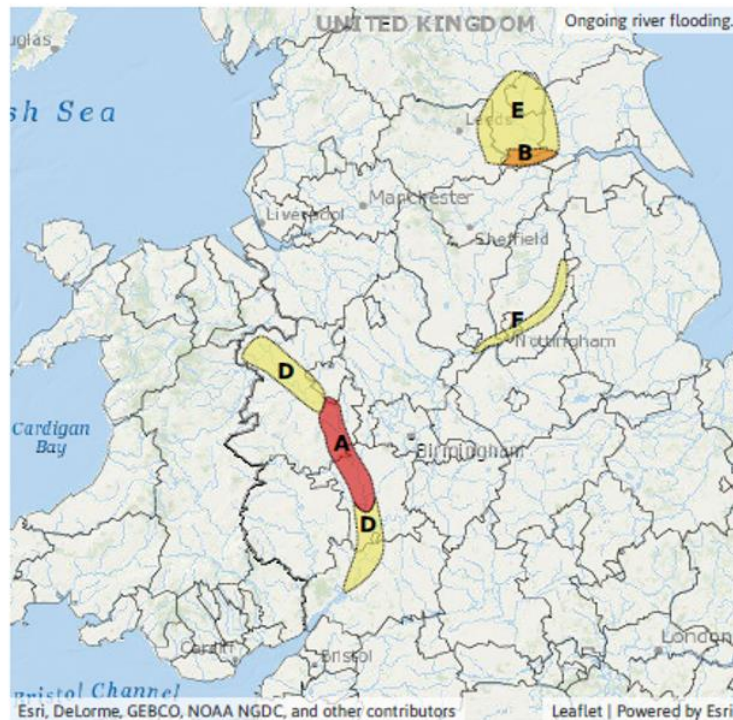 UNITED KINGDOM
Ongoing river flooding.
uglas
sh Sea
E
Leeds
B
Manchester
Liverpool
Sheffield
F
Nottingham
D
A
Cardigan
Bay
Birmingham
D
London
Cardiff
Bristol
Bristol Channel
Esri, DeLorme, GEBCO, NOAA NGDC, and other contributors
Leaflet | Powered by Esri